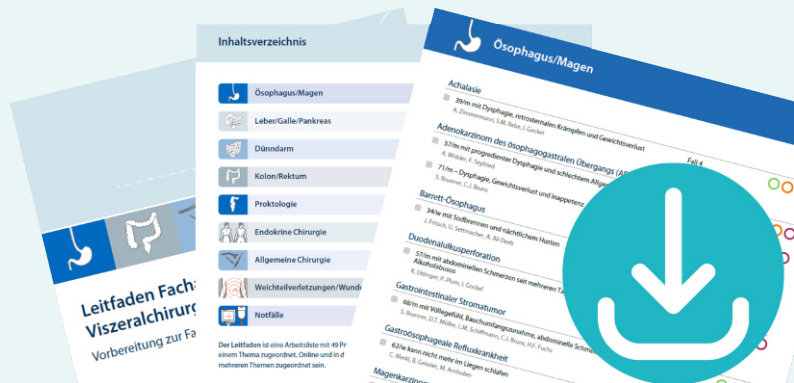 Leitfaden
Viszeralchirurg
Vorbereitung zur
Inhaltsverzeichnis
Ösophagus/Magen
Leber/Galle/Pankreas
Dünndarm
Kolon/Rektum
Proktologie
Endokrine Chirurgie
Allgemeine Chirurgie
Weichteilverletzungen/Wund
Notfälle
Der Leitfaden ist eine Arbeitsliste mit 49 Pr
einem Thema zugeordnet. Online und in d
mehreren Themen zugeordnet sein.
Ösophagus/Magen
Achalasie
39/m mit Dysphagie, retrosternalen Krämpfen und Gewichtsverlust
Fall 4
A. Zimmermann, S.M. Rebe, I. Gockel
Adenokarzinom des ösophagogastralen Übergangs
57/m mit progredienter Dysphagie und schlechtem
A. Widder, F. Seyfried
71/m – Dysphagie, Gewichtsverlust und Inappetenz
S. Brunner, C.J. Bruns
Barrett-Ösophagus
34/w mit Sodbrennen und nächtlichem Husten
J. Fritsch, U. Settmacher, A. Ali Deeb
Duodenalulkusperforation
57/m mit abdominellen Schmerzen seit mehreren
Alkoholabusus
K. Uttinger, P. Plum, I. Gockel
Gastrointestinaler Stromatumor
68/m mit Völlegefühl, Bauchumfangszunahme, abdominelle
S. Brunner, D.T. Müller, L.M. Schiffmann, C.J. Bruns, H.F. Fuchs
Gastroösophageale Refluxkrankheit
62/w kann nicht mehr im Liegen schlafen
C. Merkl, B. Geissler, M. Anthuber